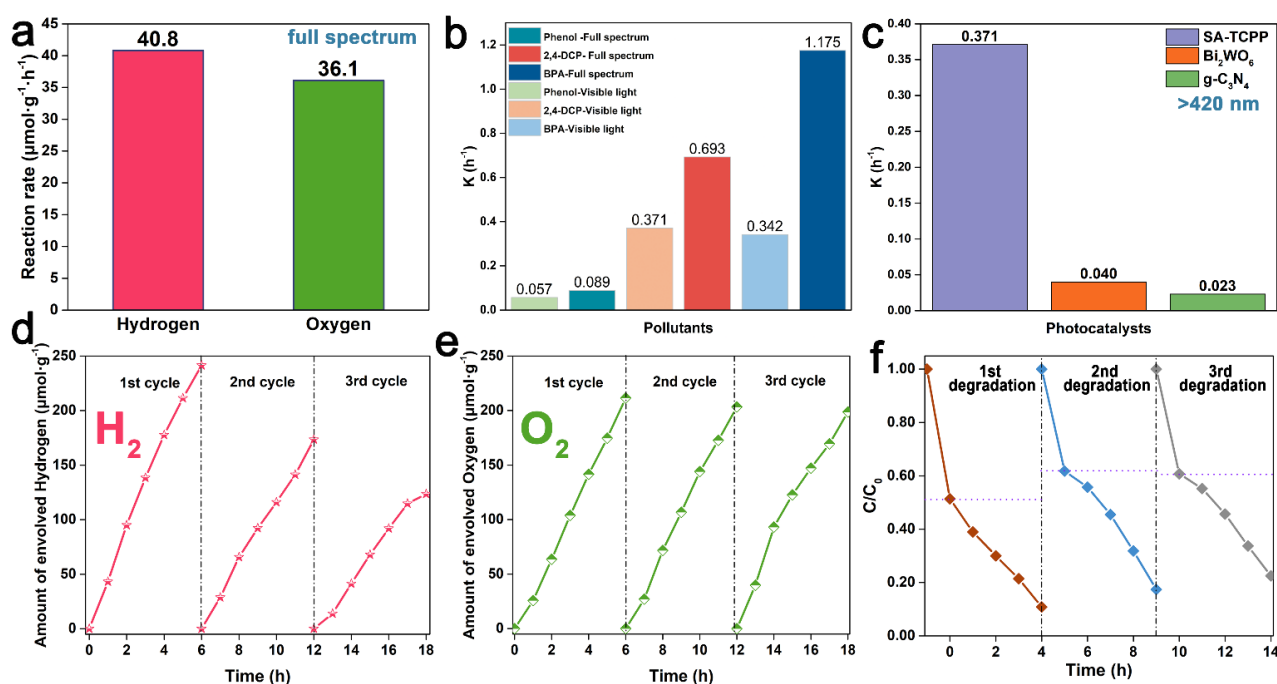 a
full spectrum
40.8
36.1
Reaction rate (μmol·g⁻¹·h⁻¹)
45
40
35
30
25
20
15
10
5
0
Hydrogen
Oxygen
b
Phenol -Full spectrum
2,4-DCP- Full spectrum
BPA-Full spectrum
Phenol-Visible light
2,4-DCP-Visible light
BPA-Visible light
K (h⁻¹)
1.2
1.0
0.8
0.6
0.4
0.2
0.0
0.057
0.089
0.371
0.693
0.342
1.175
Pollutants
c
SA-TCPP
Bi₂WO₆
g-C₃N₄
>420 nm
K (h⁻¹)
0.40
0.35
0.30
0.25
0.20
0.15
0.10
0.05
0.00
0.371
0.040
0.023
Photocatalysts
d
Amount of envolved Hydrogen (μmol·g⁻¹)
250
200
150
100
50
0
1st cycle
2nd cycle
3rd cycle
H₂
0 2 4 6 8 10 12 14 16 18
Time (h)
e
Amount of envolved Oxygen (μmol·g⁻¹)
250
200
150
100
50
0
1st cycle
2nd cycle
3rd cycle
O₂
0 2 4 6 8 10 12 14 16 18
Time (h)
f
C/C₀
1.00
0.80
0.60
0.40
0.20
0.00
1st
degradation
2nd
degradation
3rd
degradation
0 2 4 6 8 10 12 14
Time (h)